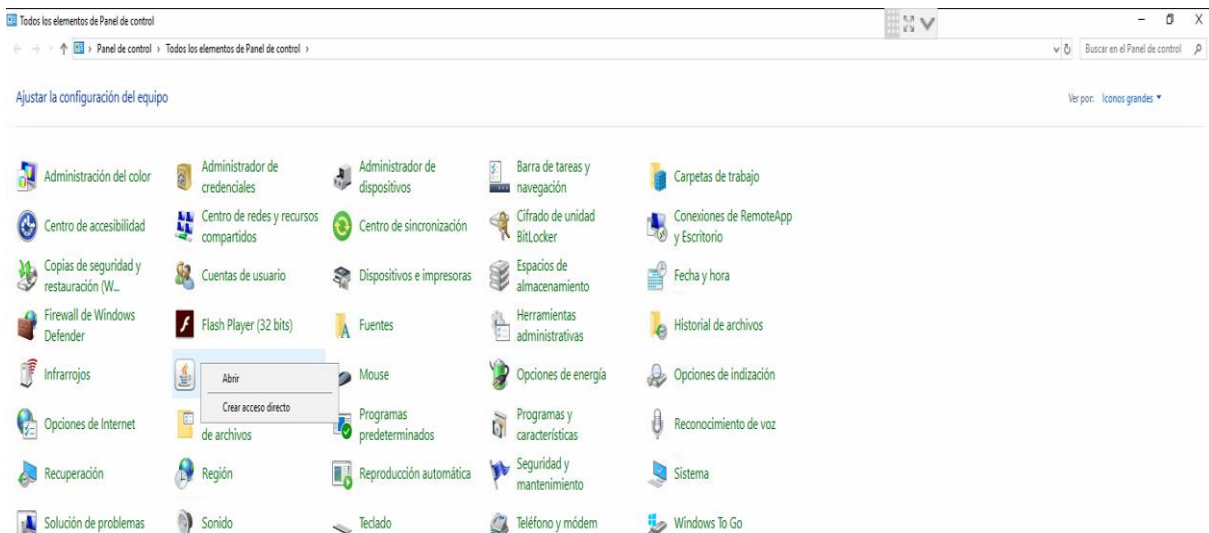 Todos los elementos de Panel de control
Panel de control > Todos los elementos de Panel de control >
Buscar en el Panel de control
Ajustar la configuración del equipo
Ver por: Iconos grandes
Administración del color
Administrador de
credenciales
Administrador de
dispositivos
Barra de tareas y
navegación
Carpetas de trabajo
Centro de accesibilidad
Centro de redes y recursos
compartidos
Centro de sincronización
Cifrado de unidad
BitLocker
Conexiones de RemoteApp
y Escritorio
Copias de seguridad y
restauración (W...
Cuentas de usuario
Dispositivos e impresoras
Espacios de
almacenamiento
Fecha y hora
Firewall de Windows
Defender
Flash Player (32 bits)
Fuentes
Herramientas
administrativas
Historial de archivos
Infrarrojos
Abrir
Crear acceso directo
Mouse
Opciones de energía
Opciones de indización
Opciones de Internet
de archivos
Programas
predeterminados
Programas y
características
Reconocimiento de voz
Recuperación
Región
Reproducción automática
Seguridad y
mantenimiento
Sistema
Solución de problemas
Sonido
Teclado
Teléfono y módem
Windows To Go